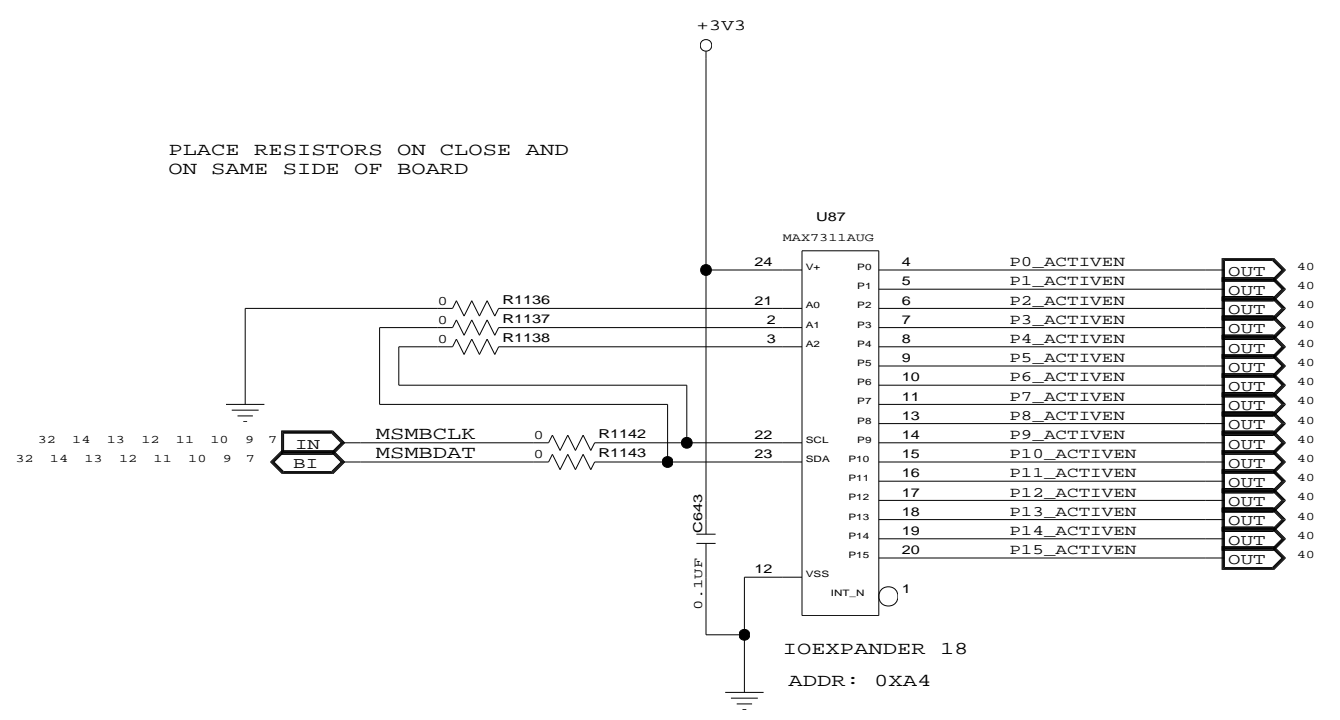 +3V3
PLACE RESISTORS ON CLOSE AND
ON SAME SIDE OF BOARD
U87
MAX7311AUG
24 V+ P0 4 P0_ACTIVEN OUT 40
P1 5 P1_ACTIVEN OUT 40
0 R1136 21 A0 P2 6 P2_ACTIVEN OUT 40
0 R1137 2 A1 P3 7 P3_ACTIVEN OUT 40
0 R1138 3 A2 P4 8 P4_ACTIVEN OUT 40
P5 9 P5_ACTIVEN OUT 40
P6 10 P6_ACTIVEN OUT 40
P7 11 P7_ACTIVEN OUT 40
P8 13 P8_ACTIVEN OUT 40
32 14 13 12 11 10 9 7 IN MSMBCLK 0 R1142 22 SCL P9 14 P9_ACTIVEN OUT 40
32 14 13 12 11 10 9 7 BI MSMBDAT 0 R1143 23 SDA P10 15 P10_ACTIVEN OUT 40
P11 16 P11_ACTIVEN OUT 40
P12 17 P12_ACTIVEN OUT 40
P13 18 P13_ACTIVEN OUT 40
P14 19 P14_ACTIVEN OUT 40
P15 20 P15_ACTIVEN OUT 40
C643
0.1UF
12 VSS
INT_N 1
IOEXPANDER 18
ADDR: 0XA4